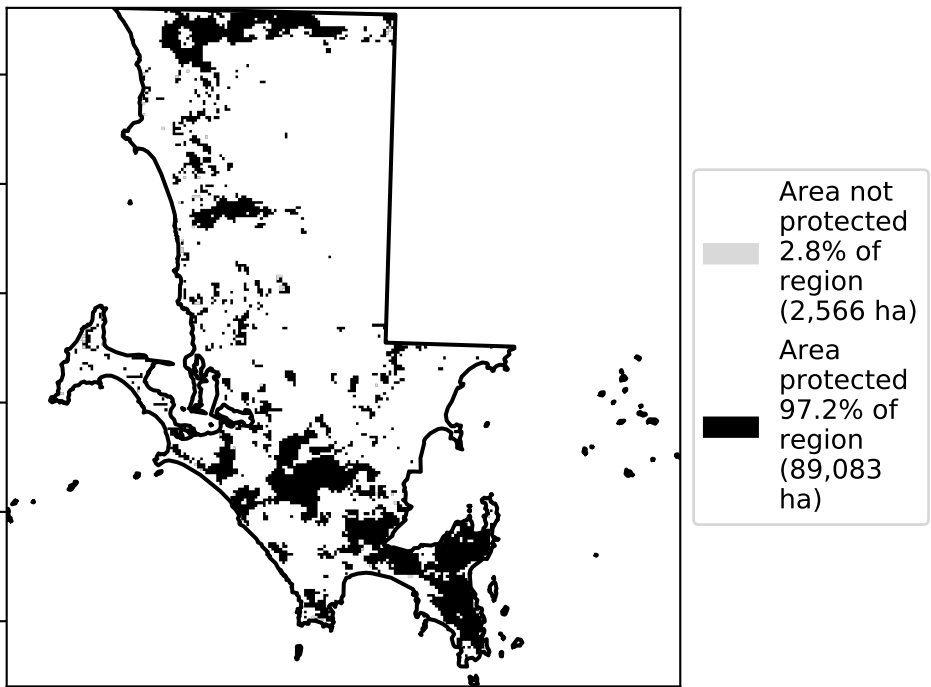 Area not
protected
2.8% of
region
(2,566 ha)
Area
protected
97.2% of
region
(89,083
ha)